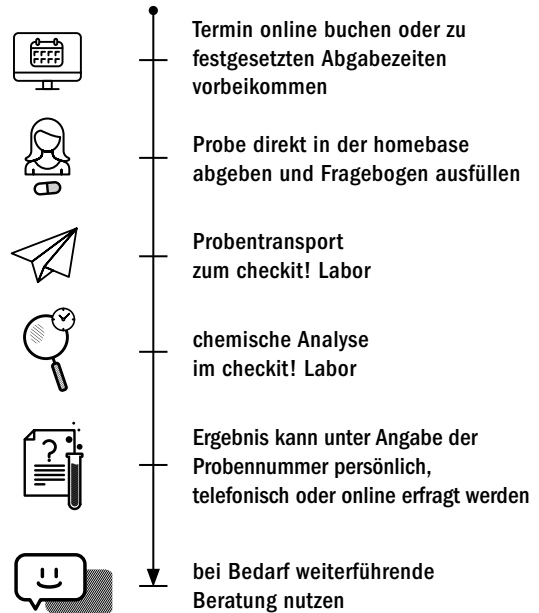 Termin online buchen oder zu
festgesetzten Abgabezeiten
vorbeikommen
Probe direkt in der homebase
abgeben und Fragebogen ausfüllen
Probentransport
zum checkit! Labor
chemische Analyse
im checkit! Labor
?
Ergebnis kann unter Angabe der
Probennummer persönlich,
telefonisch oder online erfragt werden
bei Bedarf weiterführende
Beratung nutzen